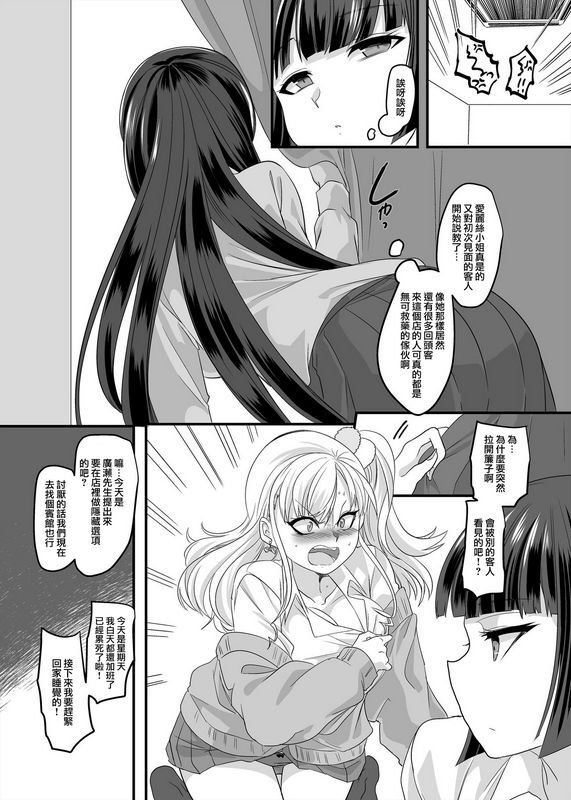 誒呀誒呀
愛麗絲小姐真是的
又對初次見面的客人
開始說教了…
像她那樣居然
還有很多回頭客
來這個店的人可真的都是
無可救藥的傢伙啊
為…
為什麼要突然
拉開簾子啊
會被別的客人
看見的吧!?
嘛…今天是
廣瀨先生提出來
要在店裡做隱藏選項
的吧?
討厭的話我們現在
去找個賓館也行
今天是星期天
我白天都還加班了
已經累死了啦!
接下來我要趕緊
回家睡覺的!